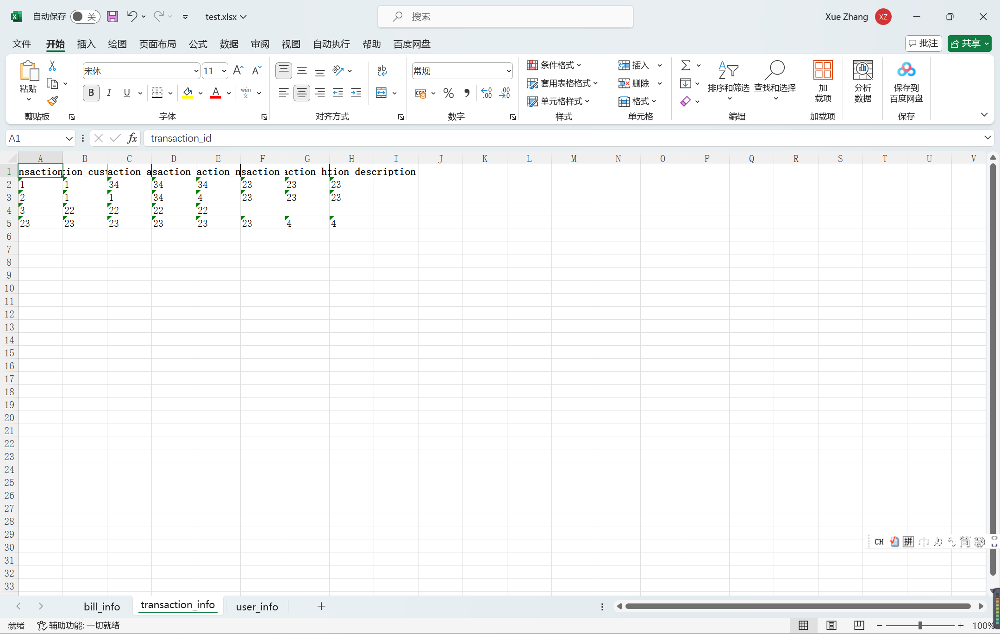 自动保存 关 test.xlsx 搜索 Xue Zhang XZ
文件 开始 插入 绘图 页面布局 公式 数据 审阅 视图 自动执行 帮助 百度网盘 批注 共享
粘贴
剪贴板
宋体 11
B I U A wén 文
字体
ab
对齐方式
常规
% .00 .00
数字
条件格式
套用表格格式
单元格样式
样式
插入
删除
格式
单元格
排序和筛选 查找和选择
编辑
加
载项
加载项
分析
数据
保存到
百度网盘
保存
A1 fx transaction_id
A B C D E F G H I J K L M N O P Q R S T U V
1 nsaction tion_cust action_a saction_ action_n saction_ action_h tion_description
2 1 1 34 34 34 23 23 23
3 2 1 1 34 4 23 23 23
4 3 22 22 22 22
5 23 23 23 23 23 23 4 4
6
7
8
9
10
11
12
13
14
15
16
17
18
19
20
21
22
23
24
25
26
27
28
29
30
31
32
33
CH 拼 中 简
bill_info transaction_info user_info
就绪 辅助功能: 一切就绪 100%